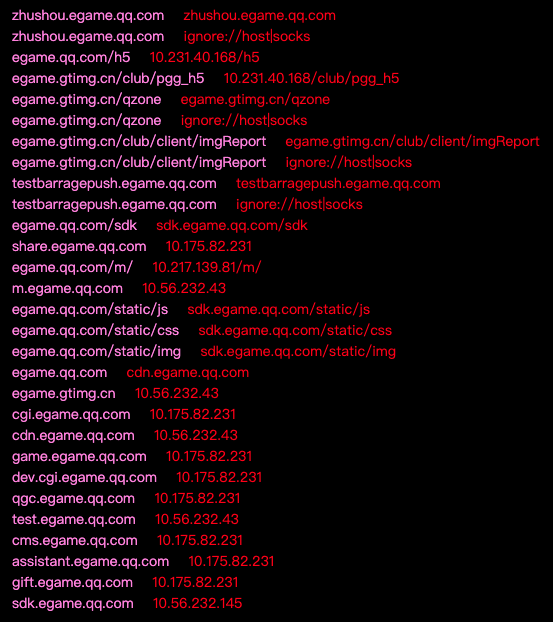 zhushou.egame.qq.com zhushou.egame.qq.com
zhushou.egame.qq.com ignore://host|socks
egame.qq.com/h5 10.231.40.168/h5
egame.gtimg.cn/club/pgg_h5 10.231.40.168/club/pgg_h5
egame.gtimg.cn/qzone egame.gtimg.cn/qzone
egame.gtimg.cn/qzone ignore://host|socks
egame.gtimg.cn/club/client/imgReport egame.gtimg.cn/club/client/imgReport
egame.gtimg.cn/club/client/imgReport ignore://host|socks
testbarragepush.egame.qq.com testbarragepush.egame.qq.com
testbarragepush.egame.qq.com ignore://host|socks
egame.qq.com/sdk sdk.egame.qq.com/sdk
share.egame.qq.com 10.175.82.231
egame.qq.com/m/ 10.217.139.81/m/
m.egame.qq.com 10.56.232.43
egame.qq.com/static/js sdk.egame.qq.com/static/js
egame.qq.com/static/css sdk.egame.qq.com/static/css
egame.qq.com/static/img sdk.egame.qq.com/static/img
egame.qq.com cdn.egame.qq.com
egame.gtimg.cn 10.56.232.43
cgi.egame.qq.com 10.175.82.231
cdn.egame.qq.com 10.56.232.43
game.egame.qq.com 10.175.82.231
dev.cgi.egame.qq.com 10.175.82.231
qgc.egame.qq.com 10.175.82.231
test.egame.qq.com 10.56.232.43
cms.egame.qq.com 10.175.82.231
assistant.egame.qq.com 10.175.82.231
gift.egame.qq.com 10.175.82.231
sdk.egame.qq.com 10.56.232.145